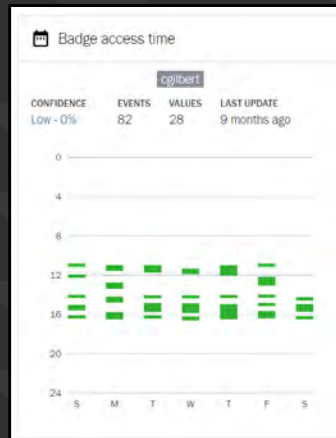 Badge access time
cgilbert
CONFIDENCE EVENTS VALUES LAST UPDATE
Low - 0% 82 28 9 months ago
0
4
8
12
16
20
24
S M T W T F S